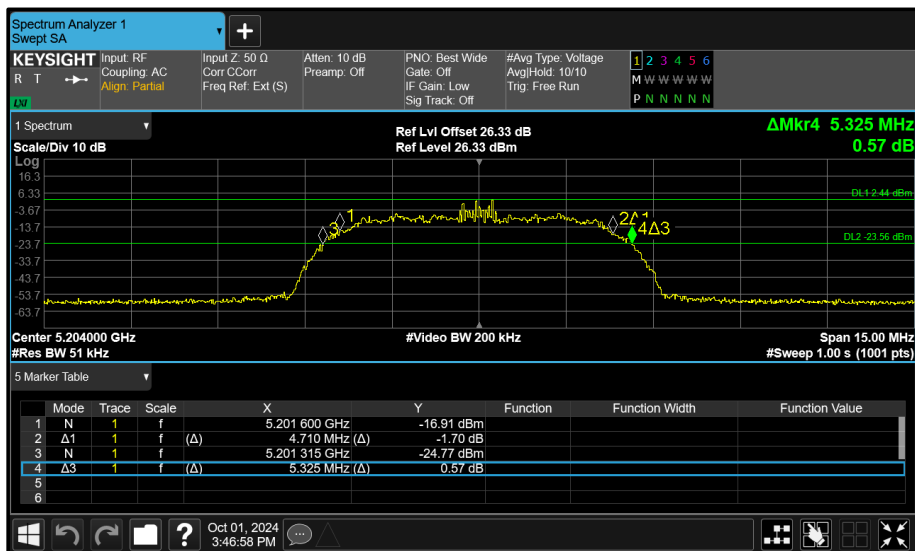 Spectrum Analyzer 1
Swept SA
KEYSIGHT
R T
LXI
Input: RF
Coupling: AC
Align: Partial
Input Z: 50 Ω
Corr CCorr
Freq Ref: Ext (S)
Atten: 10 dB
Preamp: Off
PNO: Best Wide
Gate: Off
IF Gain: Low
Sig Track: Off
#Avg Type: Voltage
Avg|Hold: 10/10
Trig: Free Run
1 2 3 4 5 6
M W W W W W
P N N N N N
1 Spectrum
Scale/Div 10 dB
Ref Lvl Offset 26.33 dB
Ref Level 26.33 dBm
ΔMkr4 5.325 MHz
0.57 dB
Log
16.3
6.33
-3.67
-13.7
-23.7
-33.7
-43.7
-53.7
-63.7
DL1 2.44 dBm
DL2 -23.56 dBm
1
3
2Δ1
4Δ3
Center 5.204000 GHz
#Res BW 51 kHz
#Video BW 200 kHz
Span 15.00 MHz
#Sweep 1.00 s (1001 pts)
5 Marker Table
Mode Trace Scale X Y Function Function Width Function Value
1 N 1 f 5.201 600 GHz -16.91 dBm
2 Δ1 1 f (Δ) 4.710 MHz (Δ) -1.70 dB
3 N 1 f 5.201 315 GHz -24.77 dBm
4 Δ3 1 f (Δ) 5.325 MHz (Δ) 0.57 dB
5
6
?
Oct 01, 2024
3:46:58 PM